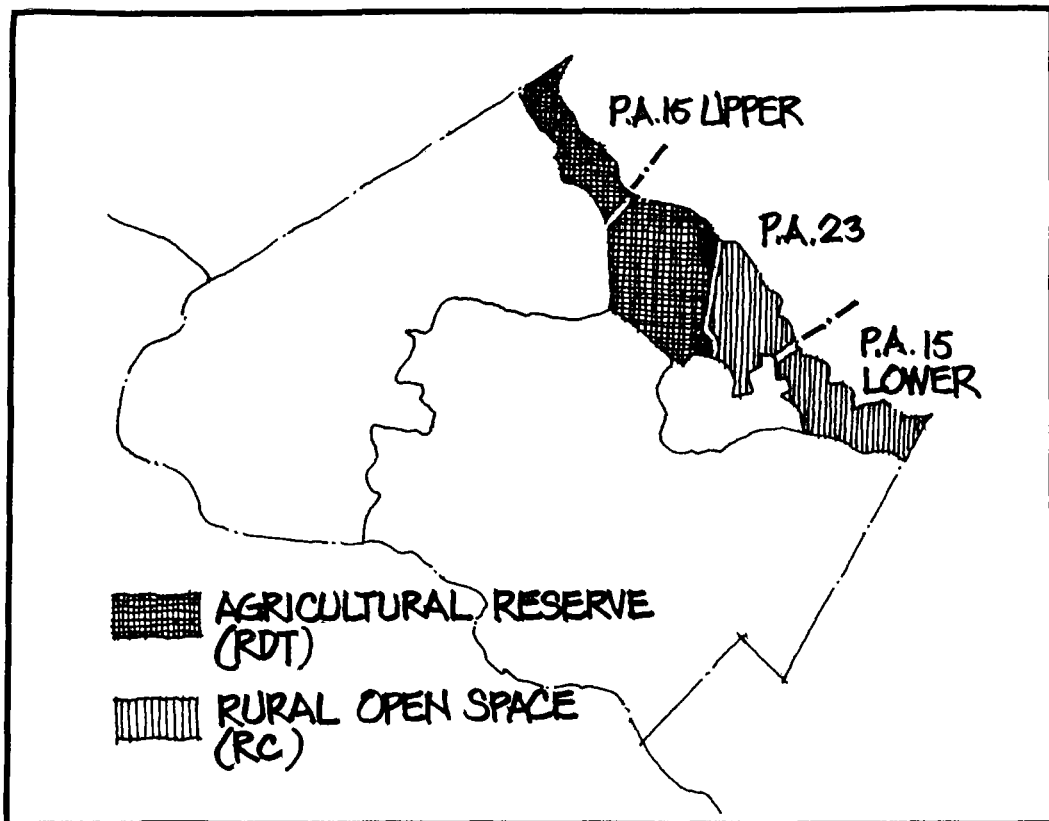 P.A. 15 UPPER
P.A. 23
P.A. 15
LOWER
AGRICULTURAL RESERVE
(RDT)
RURAL OPEN SPACE
(RC)